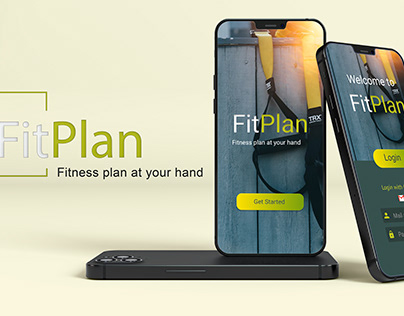 FitPlan
Fitness plan at your hand
TRX
FitPlan
Fitness plan at your hand
Get Started
Welcome to
FitPlan
Login
Login with
Mail